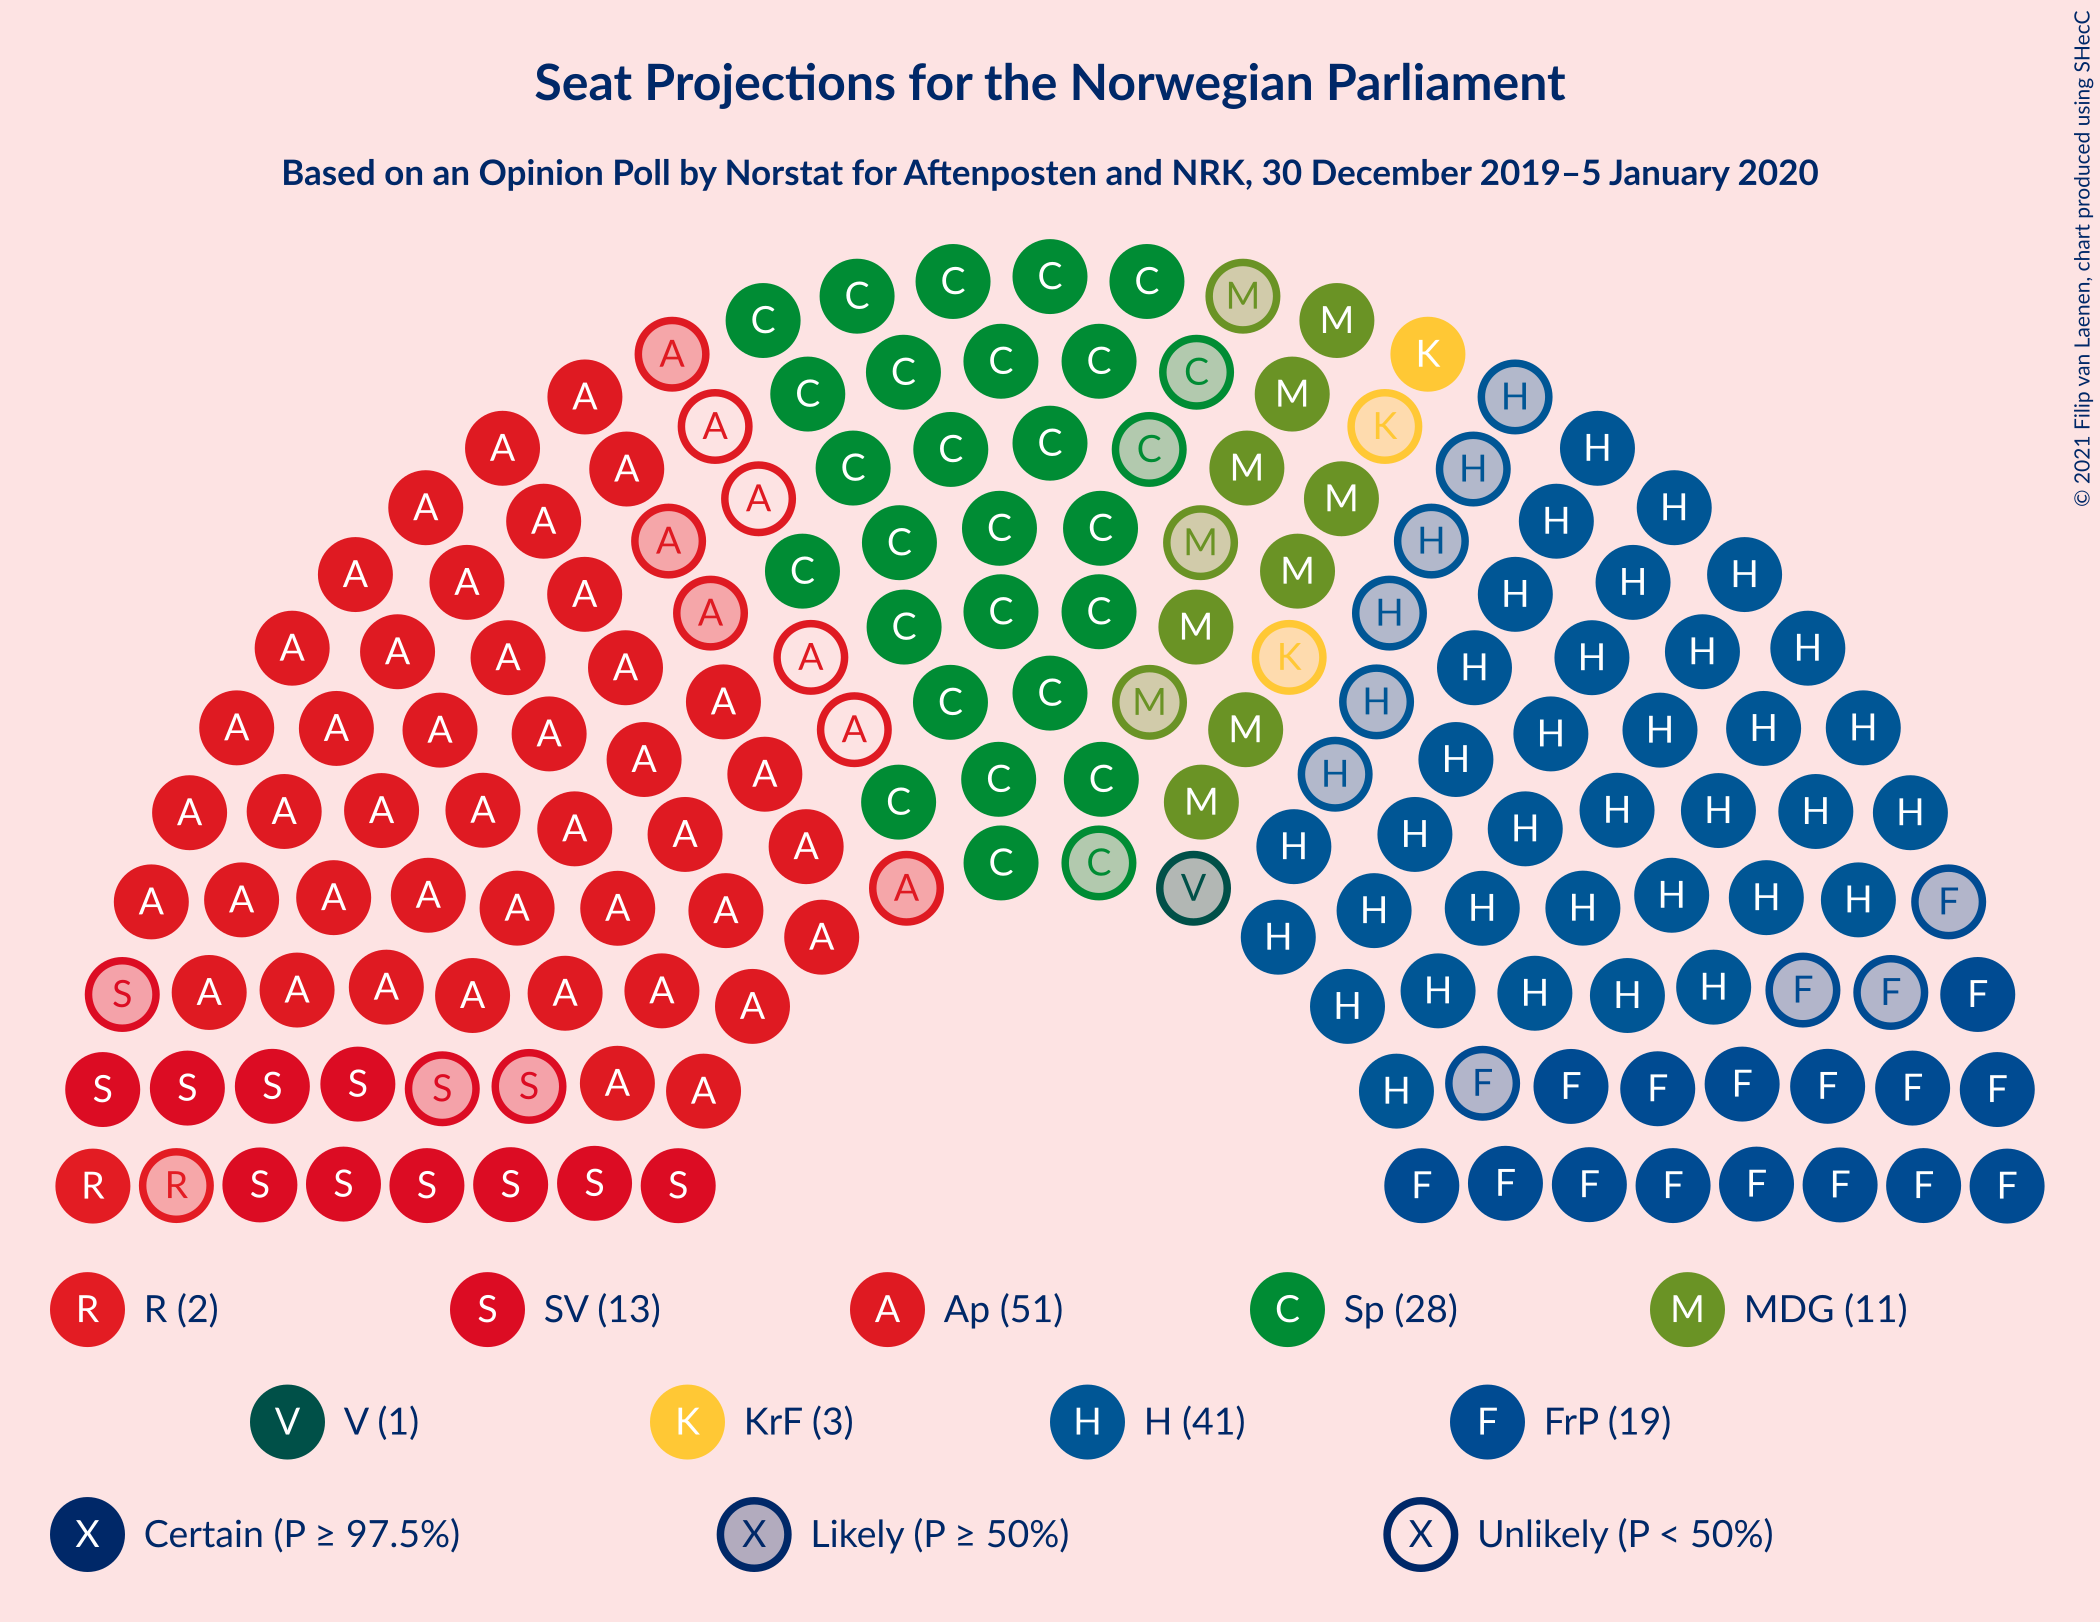 Seat Projections for the Norwegian Parliament
Based on an Opinion Poll by Norstat for Aftenposten and NRK, 30 December 2019–5 January 2020
© 2021 Filip van Laenen, chart produced using SHecC
C
C C
C C
C M
C M
A K
A C C
C C
A H
C M
A K
C C
C
A C
A H
A H
C M
A M
A H
A H
C C
A C M
A H
A H
A C M
A H
A H
C C
A C M
A H
A H
A K
A H
A H
A H
C
A C M
A H
A M
A A H H
A A H H
A H
A H
C C
A C M
A H
A A H H
A A H H
A H
A H
A H
C C
A V
A H
A A H H
A F
A A H H
A A H H
A H
A A H F
A A H H
A A H F
S A H F
A H
S F
A A H F
S S F F
S S F F
S S F F
A H
S S F F
S S F F
R R S S S S F F F F F F
R S S F F
R R (2)
S SV (13)
A Ap (51)
C Sp (28)
M MDG (11)
V V (1)
K KrF (3)
H H (41)
F FrP (19)
X Certain (P ≥ 97.5%)
X Likely (P ≥ 50%)
X Unlikely (P < 50%)